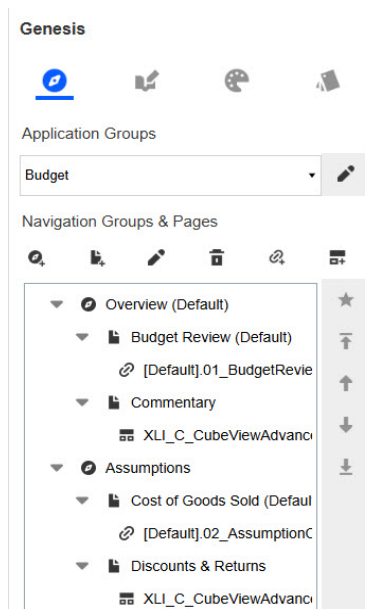 Genesis
Application Groups
Budget
Navigation Groups & Pages
Overview (Default)
Budget Review (Default)
[Default].01_BudgetRevie
Commentary
XLI_C_CubeViewAdvanc
Assumptions
Cost of Goods Sold (Defaul
[Default].02_AssumptionC
Discounts & Returns
XLI_C_CubeViewAdvanc